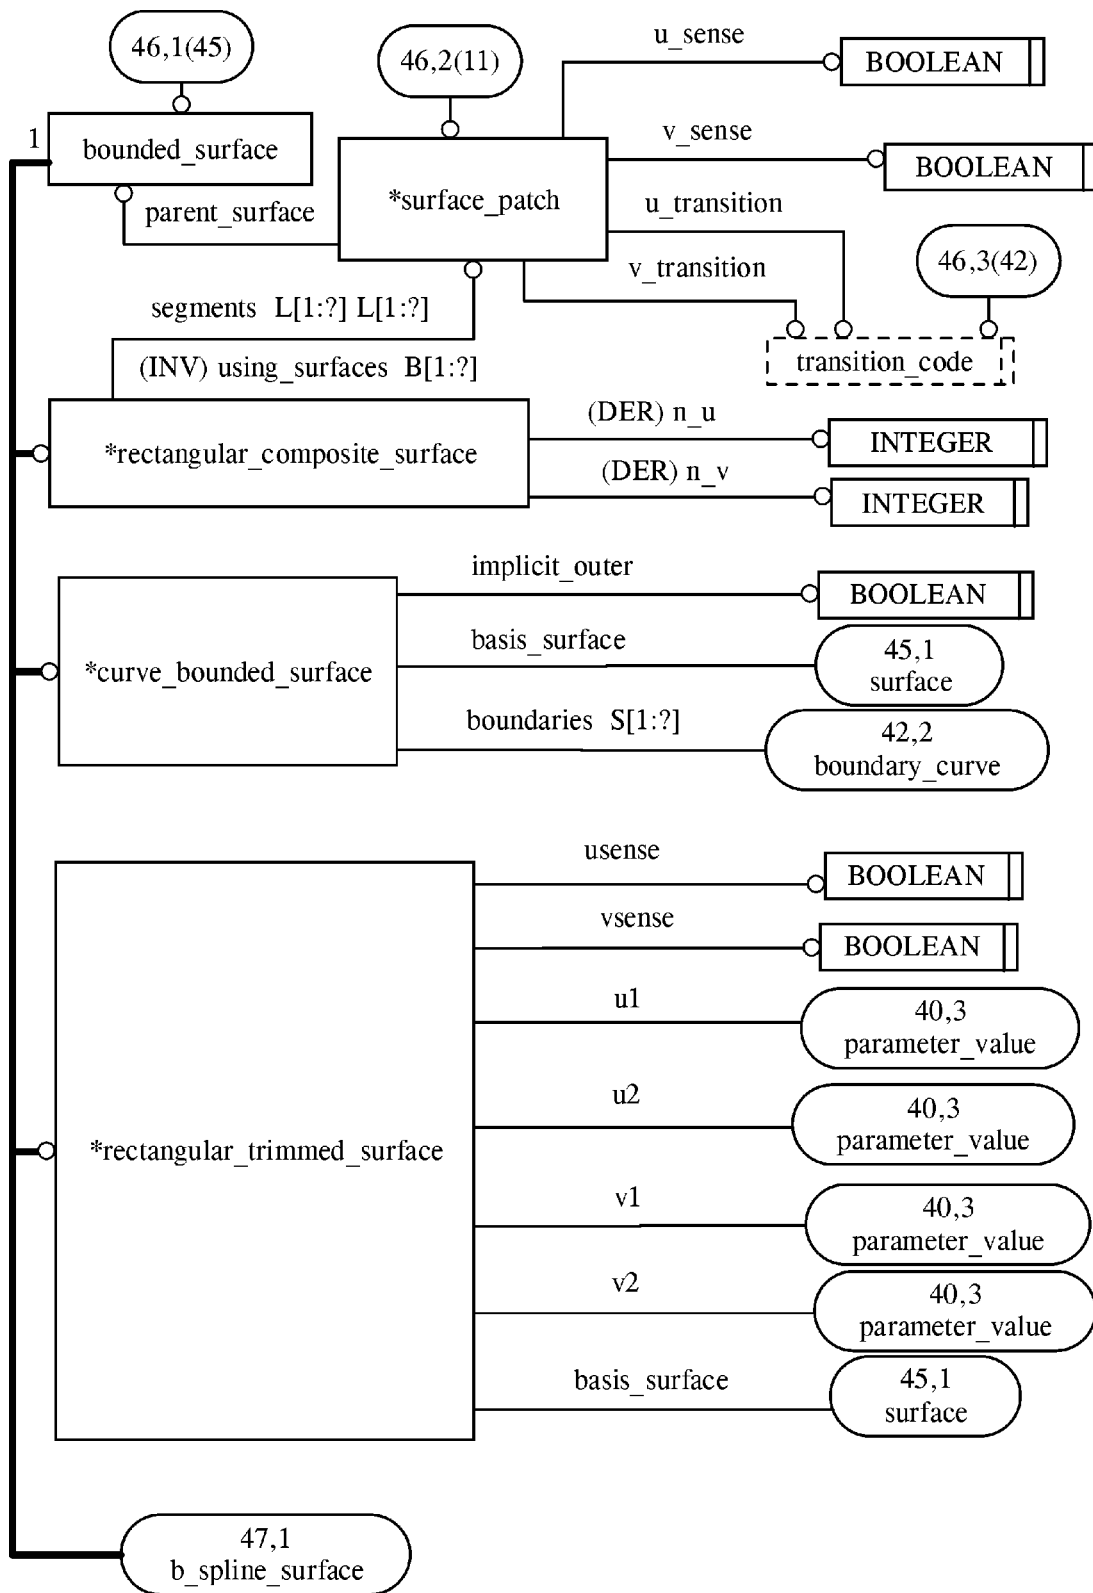 46,1(45)
46,2(11)
u_sense
BOOLEAN
1
bounded_surface
v_sense
BOOLEAN
*surface_patch
parent_surface
u_transition
v_transition
46,3(42)
segments L[1:?] L[1:?]
(INV) using_surfaces B[1:?]
transition_code
*rectangular_composite_surface
(DER) n_u
INTEGER
(DER) n_v
INTEGER
implicit_outer
BOOLEAN
*curve_bounded_surface
basis_surface
45,1
surface
boundaries S[1:?]
42,2
boundary_curve
usense
BOOLEAN
vsense
BOOLEAN
u1
40,3
parameter_value
u2
40,3
parameter_value
*rectangular_trimmed_surface
v1
40,3
parameter_value
v2
40,3
parameter_value
basis_surface
45,1
surface
47,1
b_spline_surface